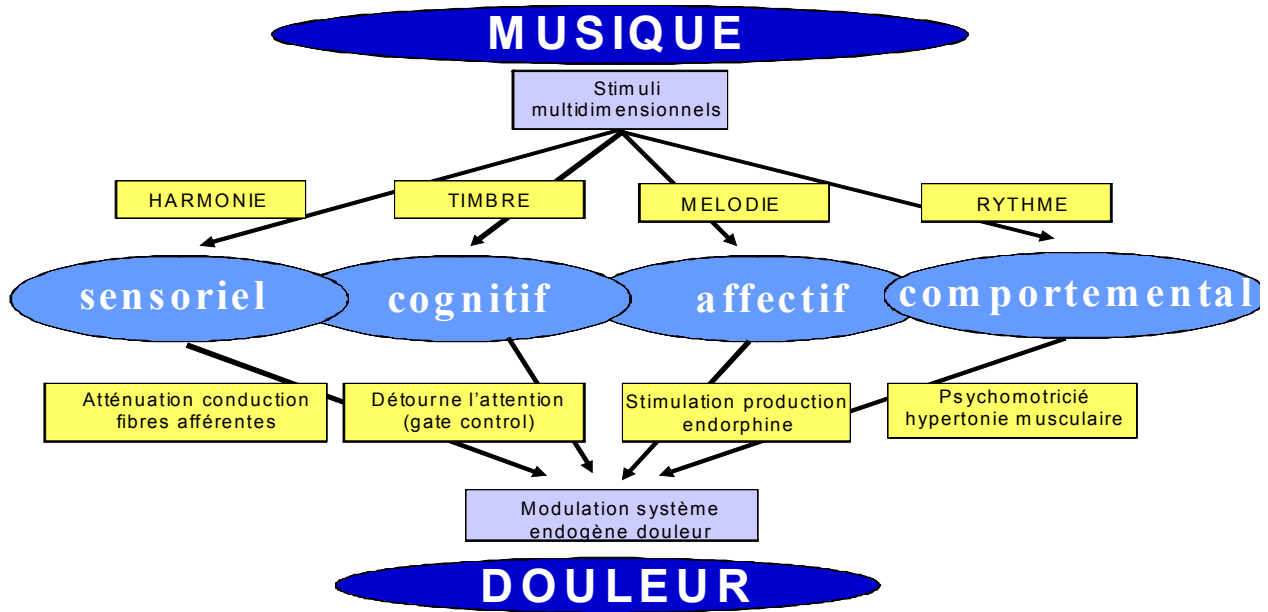 MUSIQUE
Stimuli
multidimensionnels
HARMONIE
TIMBRE
MELODIE
RYTHME
sensoriel
cognitif
affectif
comportemental
Atténuation conduction
fibres afférentes
Détourne l'attention
(gate control)
Stimulation production
endorphine
Psychomotricié
hypertonie musculaire
Modulation système
endogène douleur
DOULEUR